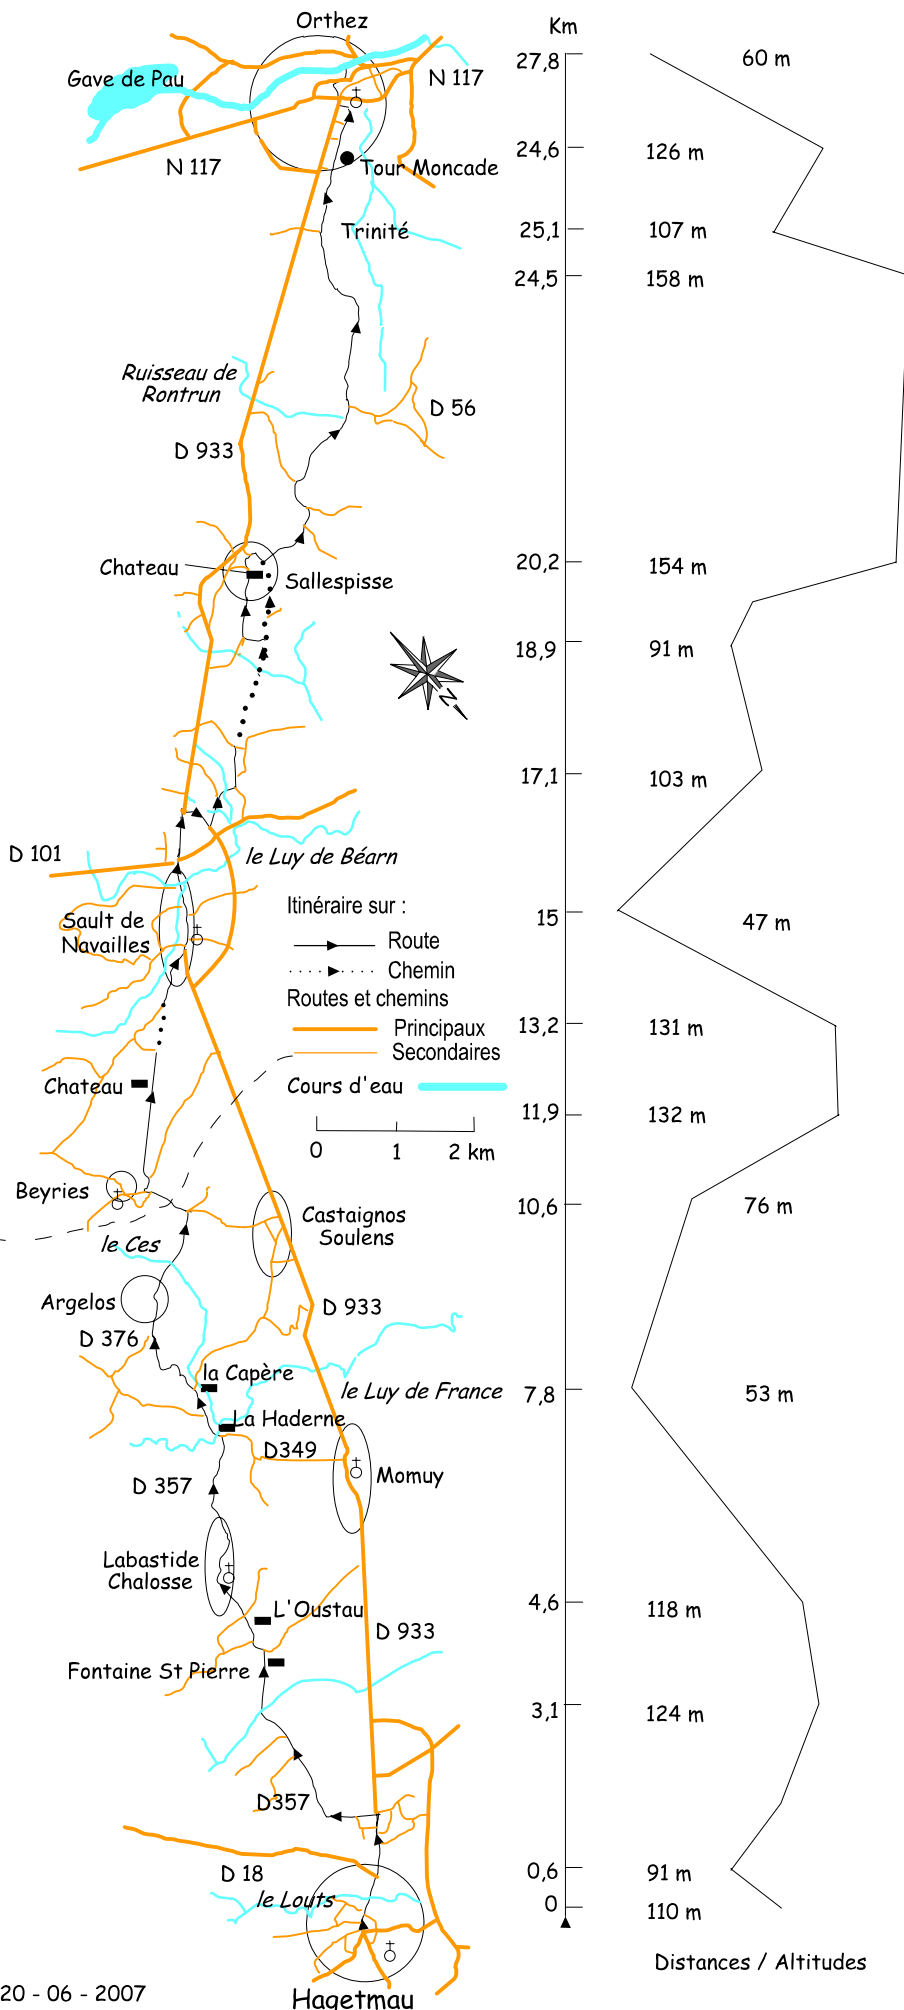 Orthez
Km
27,8
60 m
Gave de Pau
N 117
24,6
126 m
N 117
Tour Moncade
Trinité
25,1
107 m
24,5
158 m
Ruisseau de
Rontrun
D 56
D 933
Chateau
Sallespisse
20,2
154 m
N
18,9
91 m
17,1
103 m
D 101
le Luy de Béarn
Itinéraire sur :
Sault de
Navailles
15
47 m
Route
Chemin
Routes et chemins
Principaux
13,2
131 m
Secondaires
Chateau
Cours d'eau
11,9
132 m
0 1 2 km
Beyries
10,6
76 m
Castaignos
Soulens
le Ces
Argelos
D 933
D 376
la Capère
le Luy de France
7,8
53 m
La Haderne
D349
Momuy
D 357
Labastide
Chalosse
L'Oustau
4,6
118 m
D 933
Fontaine St Pierre
3,1
124 m
D357
D 18
0,6
91 m
le Louts
0
110 m
Distances / Altitudes
20 - 06 - 2007
Hagetmau